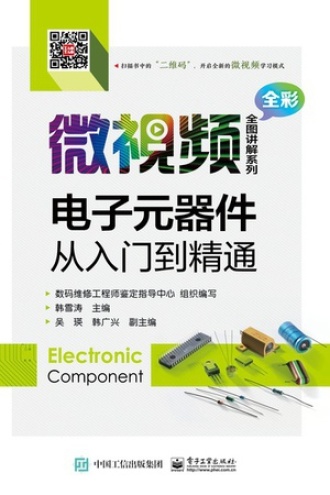 扫描书中的“二维码”,开启全新的微视频学习模式
全彩
微视频
全图讲解系列
电子元器件
从入门到精通
数码维修工程师鉴定指导中心 组织编写
韩雪涛 主编
吴瑛 韩广兴 副主编
Electronic
Component
中国工信出版集团
电子工业出版社